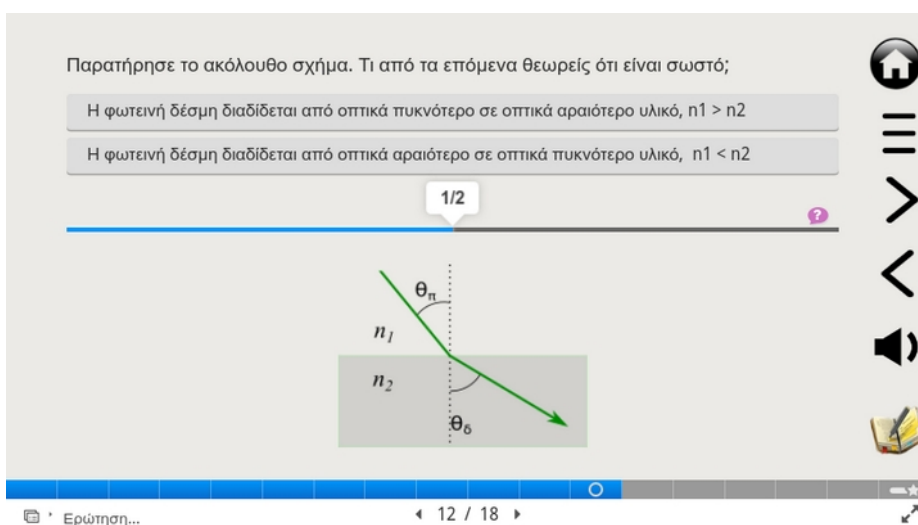 Παρατήρησε το ακόλουθο σχήμα. Τι από τα επόμενα θεωρείς ότι είναι σωστό;
Η φωτεινή δέσμη διαδίδεται από οπτικά πυκνότερο σε οπτικά αραιότερο υλικό, n1 > n2
Η φωτεινή δέσμη διαδίδεται από οπτικά αραιότερο σε οπτικά πυκνότερο υλικό, n1 < n2
1/2
?
θπ
n1
n2
θδ
Ερώτηση... 12 / 18